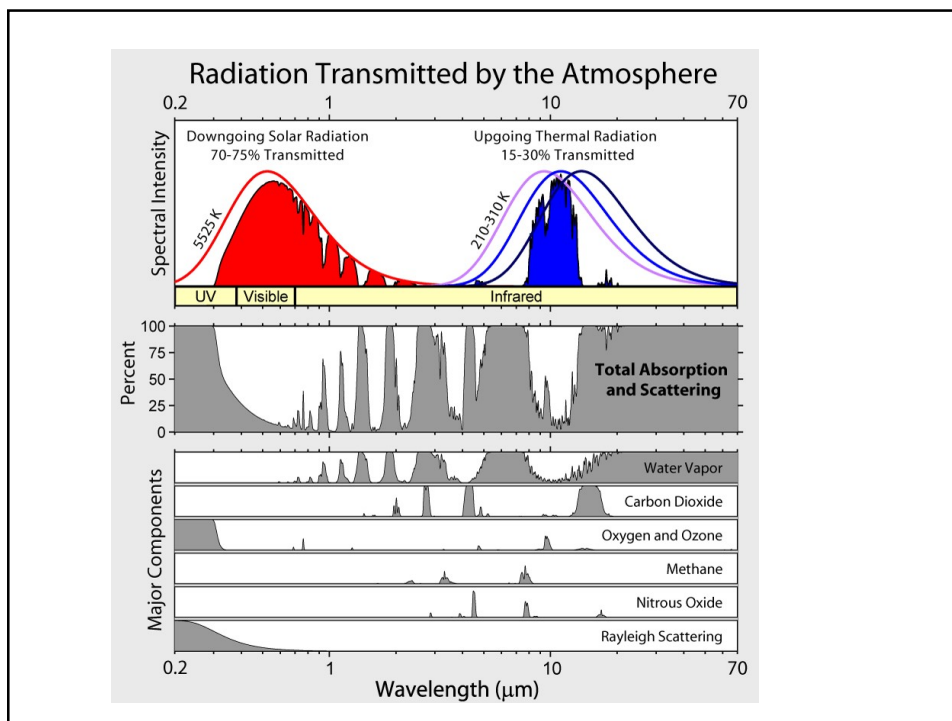 Radiation Transmitted by the Atmosphere
0.2 1 10 70
Downgoing Solar Radiation
70-75% Transmitted
Upgoing Thermal Radiation
15-30% Transmitted
Spectral Intensity
5525 K
210-310 K
UV Visible Infrared
Percent
100
75
50
25
0
Total Absorption
and Scattering
Major Components
Water Vapor
Carbon Dioxide
Oxygen and Ozone
Methane
Nitrous Oxide
Rayleigh Scattering
0.2 1 10 70
Wavelength (μm)